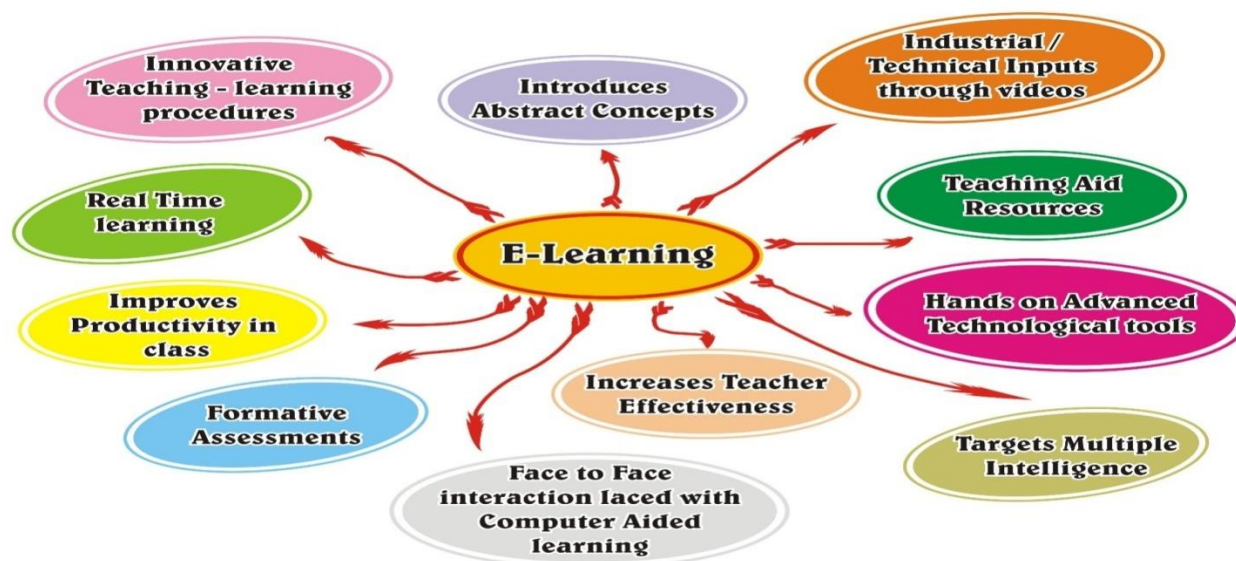 Innovative
Teaching - learning
procedures
Introduces
Abstract Concepts
Industrial /
Technical Inputs
through videos
Real Time
learning
E-Learning
Teaching Aid
Resources
Improves
Productivity in
class
Hands on Advanced
Technological tools
Formative
Assessments
Increases Teacher
Effectiveness
Targets Multiple
Intelligence
Face to Face
interaction laced with
Computer Aided
learning